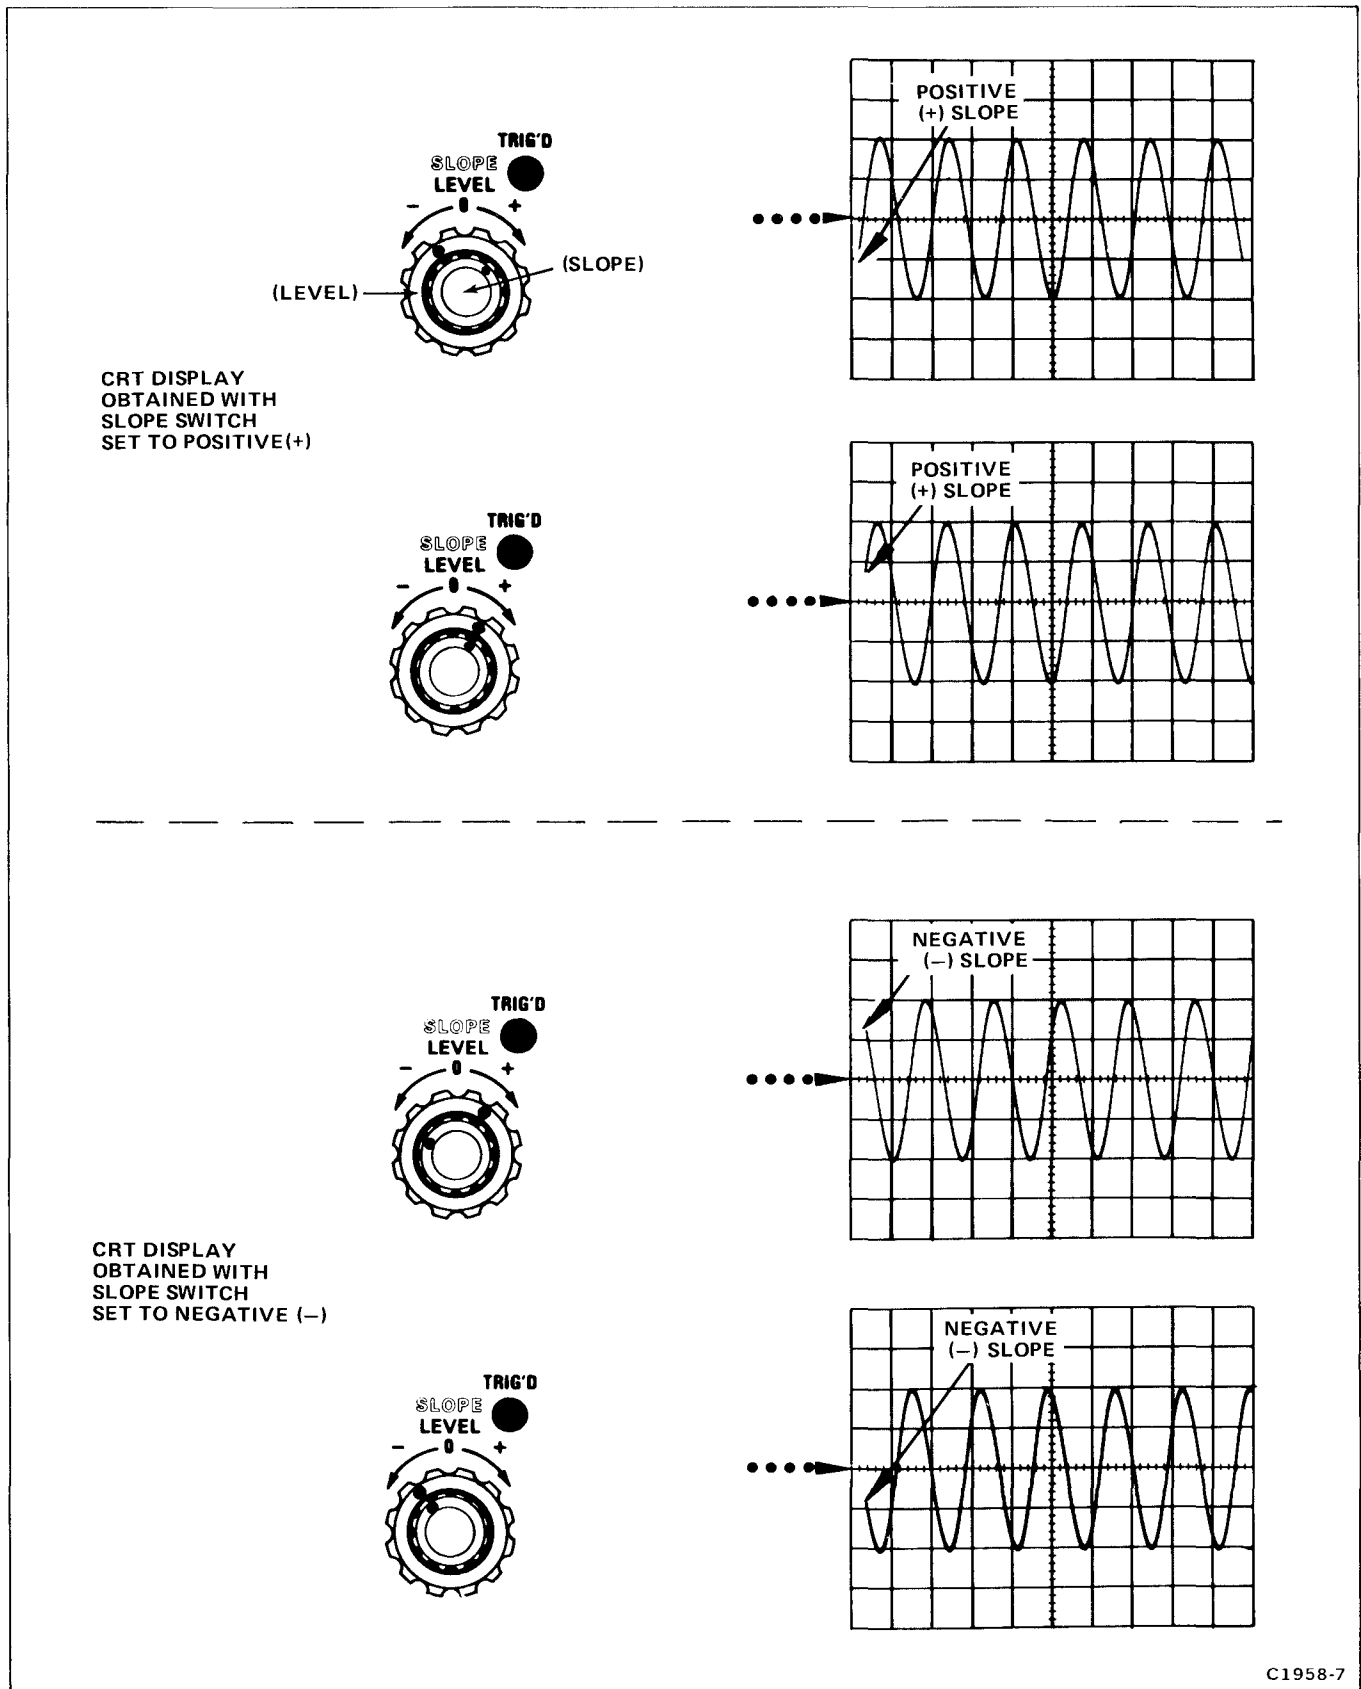 POSITIVE
(+) SLOPE
TRIG'D
SLOPE
LEVEL
- 0 +
(SLOPE)
(LEVEL)
CRT DISPLAY
OBTAINED WITH
SLOPE SWITCH
SET TO POSITIVE(+)
POSITIVE
(+) SLOPE
TRIG'D
SLOPE
LEVEL
- 0 +
NEGATIVE
(—) SLOPE
TRIG'D
SLOPE
LEVEL
- 0 +
CRT DISPLAY
OBTAINED WITH
SLOPE SWITCH
SET TO NEGATIVE (—)
NEGATIVE
(—) SLOPE
TRIG'D
SLOPE
LEVEL
- 0 +
C1958-7